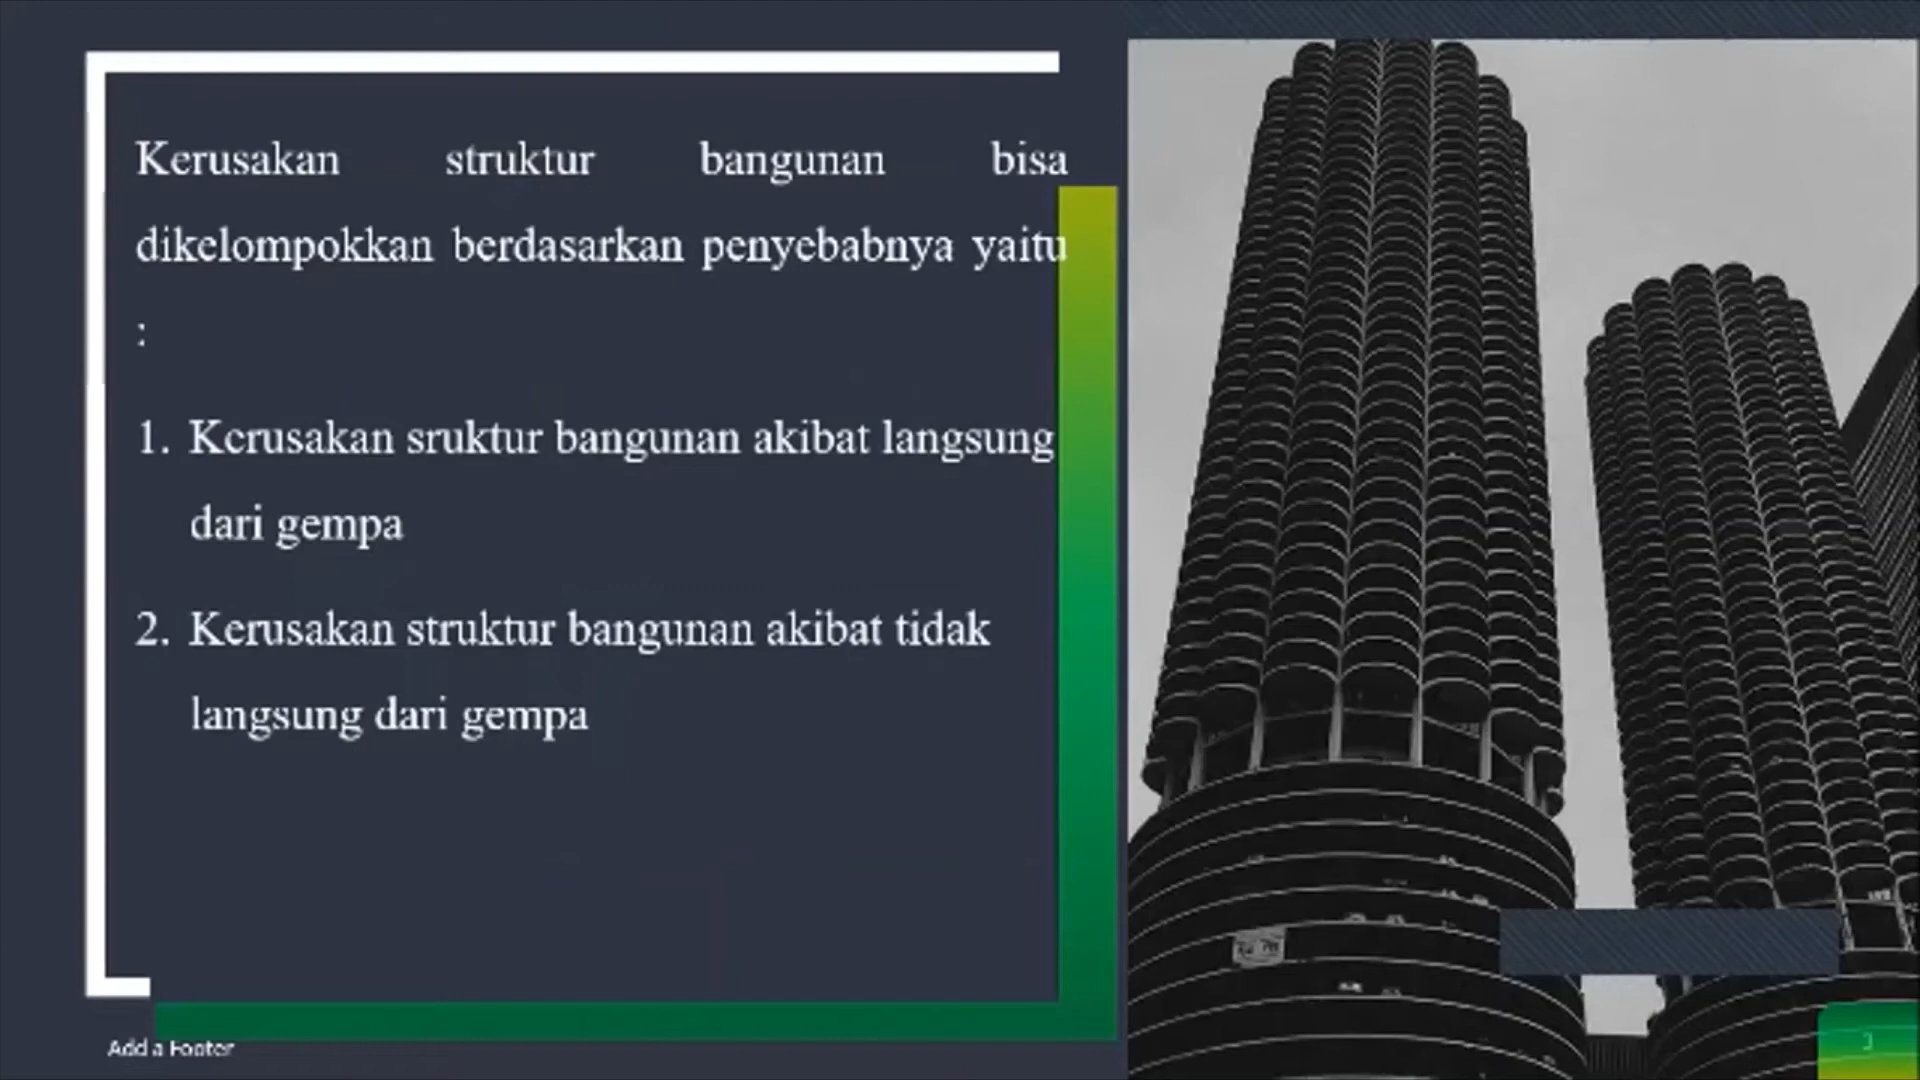 Kerusakan struktur bangunan bisa
dikelompokkan berdasarkan penyebabnya yaitu
:
1. Kerusakan sruktur bangunan akibat langsung
dari gempa
2. Kerusakan struktur bangunan akibat tidak
langsung dari gempa
Add a Footer
3